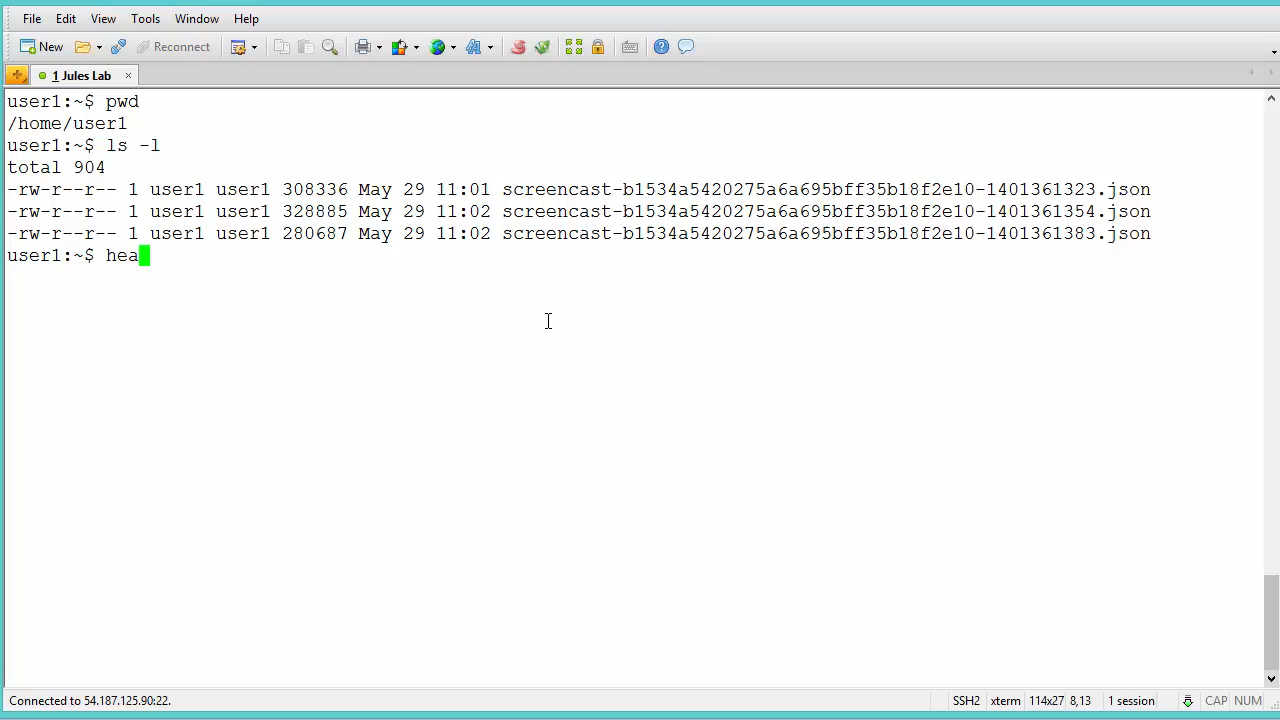 File Edit View Tools Window Help
New Reconnect
1 Jules Lab ×
user1:~$ pwd
/home/user1
user1:~$ ls -l
total 904
-rw-r--r-- 1 user1 user1 308336 May 29 11:01 screencast-b1534a5420275a6a695bff35b18f2e10-1401361323.json
-rw-r--r-- 1 user1 user1 328885 May 29 11:02 screencast-b1534a5420275a6a695bff35b18f2e10-1401361354.json
-rw-r--r-- 1 user1 user1 280687 May 29 11:02 screencast-b1534a5420275a6a695bff35b18f2e10-1401361383.json
user1:~$ hea
Connected to 54.187.125.90:22. SSH2 xterm 114x27 8,13 1 session CAP NUM